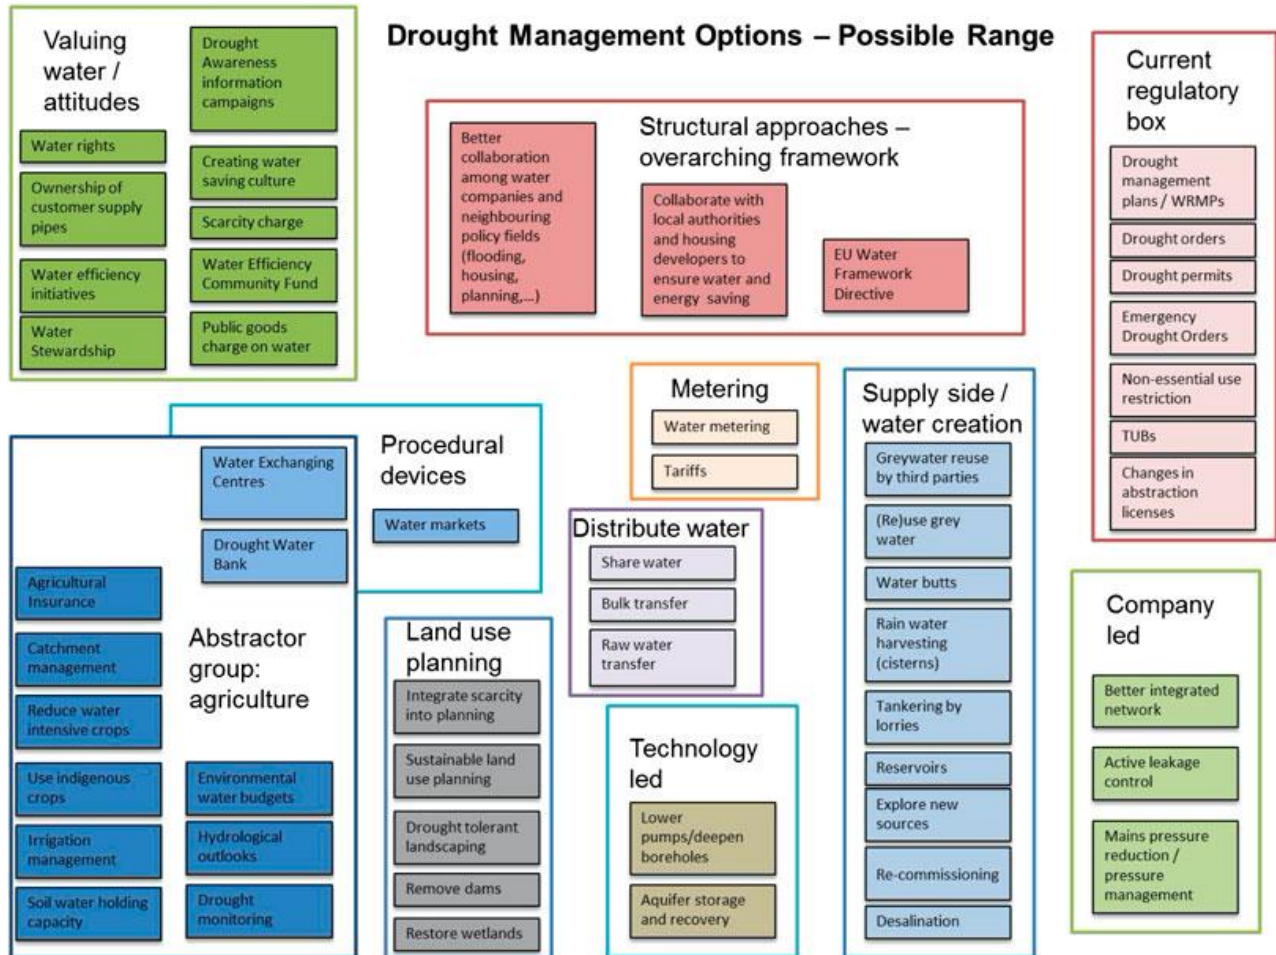 Drought Management Options – Possible Range
Valuing
water /
attitudes
Water rights
Ownership of
customer supply
pipes
Water efficiency
initiatives
Water
Stewardship
Drought
Awareness
information
campaigns
Creating water
saving culture
Scarcity charge
Water Efficiency
Community Fund
Public goods
charge on water
Structural approaches –
overarching framework
Better
collaboration
among water
companies and
neighbouring
policy fields
(flooding,
housing,
planning,...)
Collaborate with
local authorities
and housing
developers to
ensure water and
energy saving
EU Water
Framework
Directive
Current
regulatory
box
Drought
management
plans / WRMPs
Drought orders
Drought permits
Emergency
Drought Orders
Non-essential use
restriction
TUBs
Changes in
abstraction
licenses
Procedural
devices
Water Exchanging
Centres
Drought Water
Bank
Water markets
Abstractor
group:
agriculture
Agricultural
Insurance
Catchment
management
Reduce water
intensive crops
Use indigenous
crops
Irrigation
management
Soil water holding
capacity
Environmental
water budgets
Hydrological
outlooks
Drought
monitoring
Land use
planning
Integrate scarcity
into planning
Sustainable land
use planning
Drought tolerant
landscaping
Remove dams
Restore wetlands
Metering
Water metering
Tariffs
Distribute water
Share water
Bulk transfer
Raw water
transfer
Technology
led
Lower
pumps/deepen
boreholes
Aquifer storage
and recovery
Supply side /
water creation
Greywater reuse
by third parties
(Re)use grey
water
Water butts
Rain water
harvesting
(cisterns)
Tankering by
lorries
Reservoirs
Explore new
sources
Re-commissioning
Desalination
Company
led
Better integrated
network
Active leakage
control
Mains pressure
reduction /
pressure
management